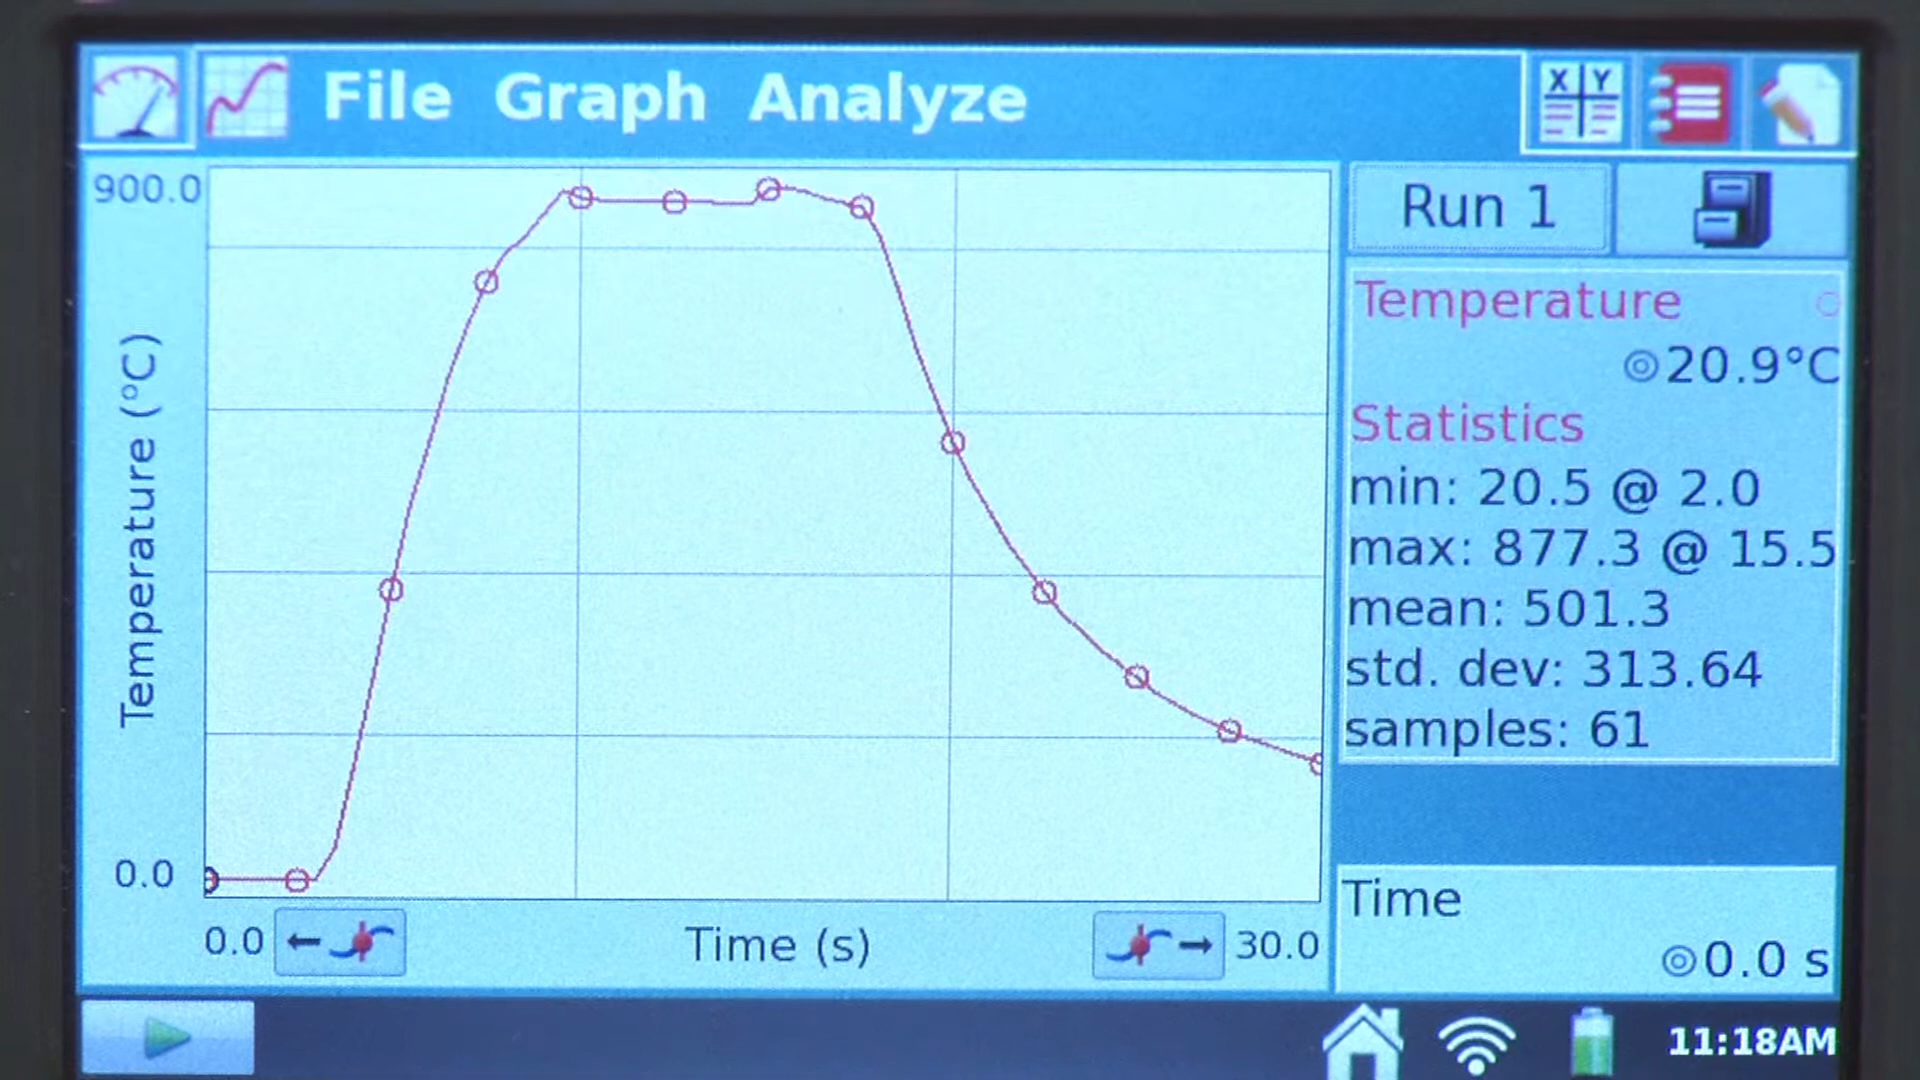 File Graph Analyze
X Y
900.0
Temperature (°C)
0.0
0.0
Time (s)
30.0
Run 1
Temperature
20.9°C
Statistics
min: 20.5 @ 2.0
max: 877.3 @ 15.5
mean: 501.3
std. dev: 313.64
samples: 61
Time
0.0 s
11:18AM